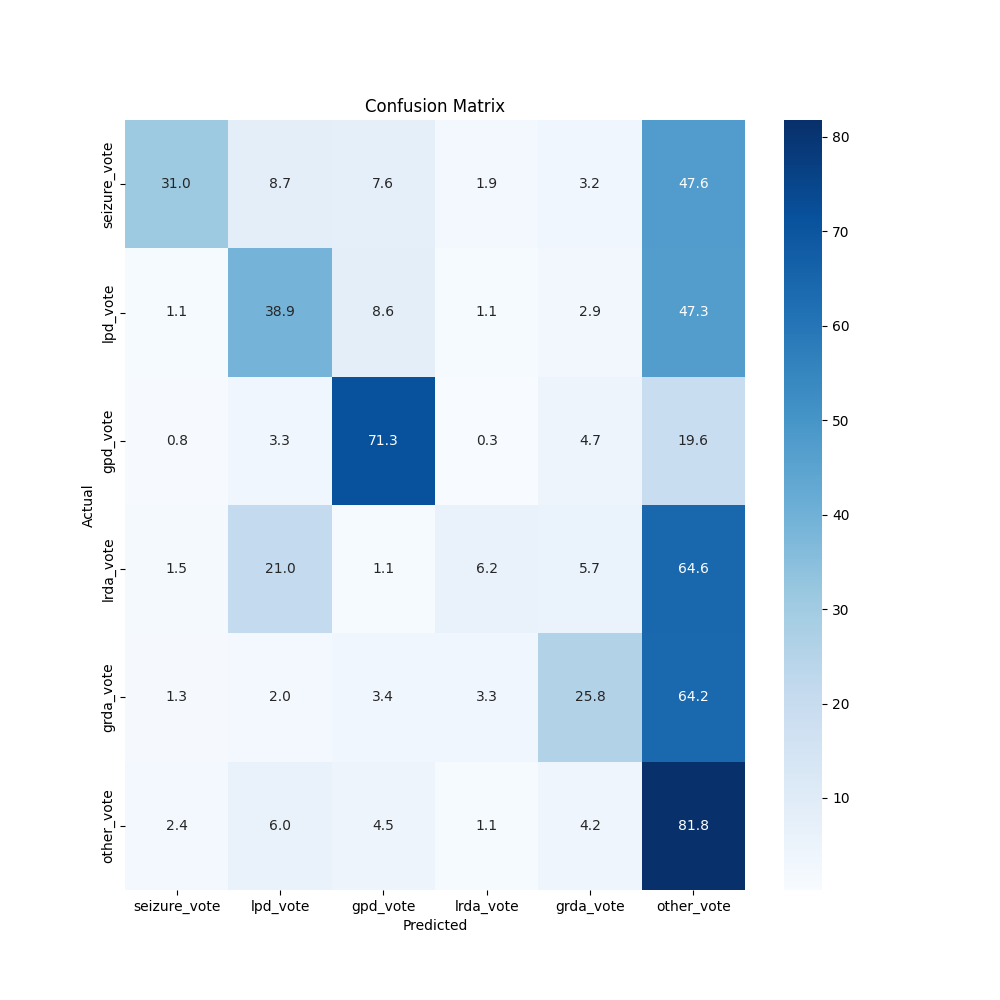 Confusion Matrix
seizure_vote 31.0 8.7 7.6 1.9 3.2 47.6
lpd_vote 1.1 38.9 8.6 1.1 2.9 47.3
gpd_vote 0.8 3.3 71.3 0.3 4.7 19.6
lrda_vote 1.5 21.0 1.1 6.2 5.7 64.6
grda_vote 1.3 2.0 3.4 3.3 25.8 64.2
other_vote 2.4 6.0 4.5 1.1 4.2 81.8
Actual
seizure_vote lpd_vote gpd_vote lrda_vote grda_vote other_vote
Predicted
80
70
60
50
40
30
20
10